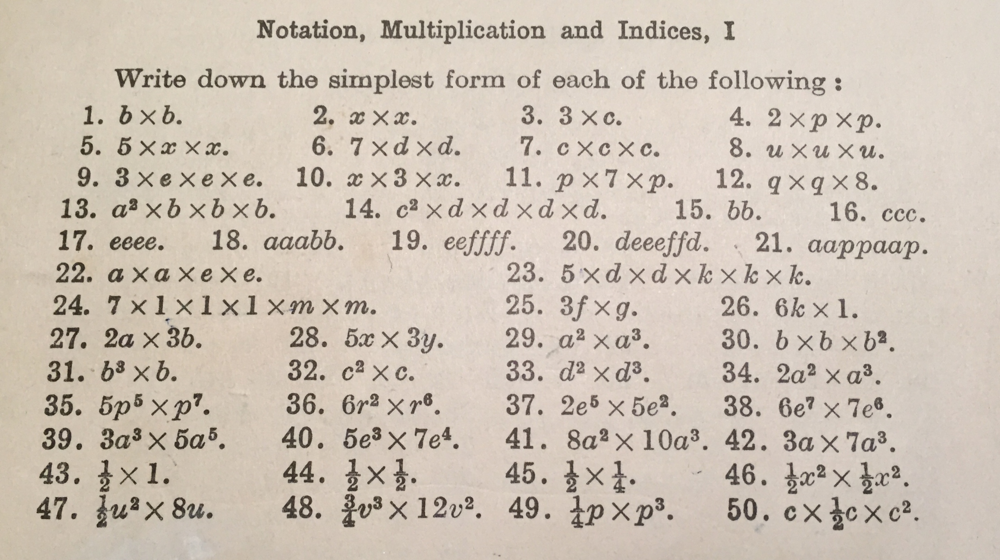 Notation, Multiplication and Indices, I
Write down the simplest form of each of the following :
1. b × b. 2. x × x. 3. 3 × c. 4. 2 × p × p.
5. 5 × x × x. 6. 7 × d × d. 7. c × c × c. 8. u × u × u.
9. 3 × e × e × e. 10. x × 3 × x. 11. p × 7 × p. 12. q × q × 8.
13. a² × b × b × b. 14. c² × d × d × d × d. 15. bb. 16. ccc.
17. eeee. 18. aaabb. 19. eeffff. 20. deeeffd. 21. aappaap.
22. a × a × e × e. 23. 5 × d × d × k × k × k.
24. 7 × 1 × 1 × 1 × m × m. 25. 3f × g. 26. 6k × 1.
27. 2a × 3b. 28. 5x × 3y. 29. a² × a³. 30. b × b × b².
31. b³ × b. 32. c² × c. 33. d² × d³. 34. 2a² × a³.
35. 5p⁵ × p⁷. 36. 6r² × r⁶. 37. 2e⁵ × 5e². 38. 6e⁷ × 7e⁶.
39. 3a³ × 5a⁵. 40. 5e³ × 7e⁴. 41. 8a² × 10a³. 42. 3a × 7a³.
43. ½ × 1. 44. ½ × ½. 45. ½ × ¼. 46. ½x² × ½x².
47. ½u² × 8u. 48. ¾v³ × 12v². 49. ¼p × p³. 50. c × ½c × c².